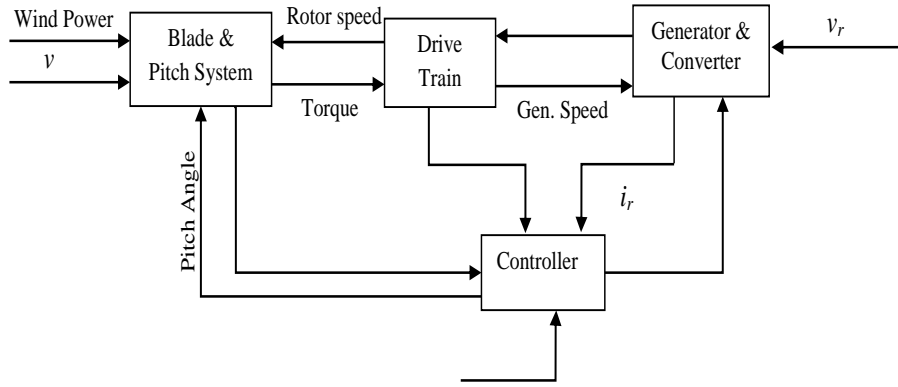 Wind Power
v
Blade &
Pitch System
Rotor speed
Torque
Drive
Train
Gen. Speed
Generator &
Converter
v_r
Pitch Angle
i_r
Controller